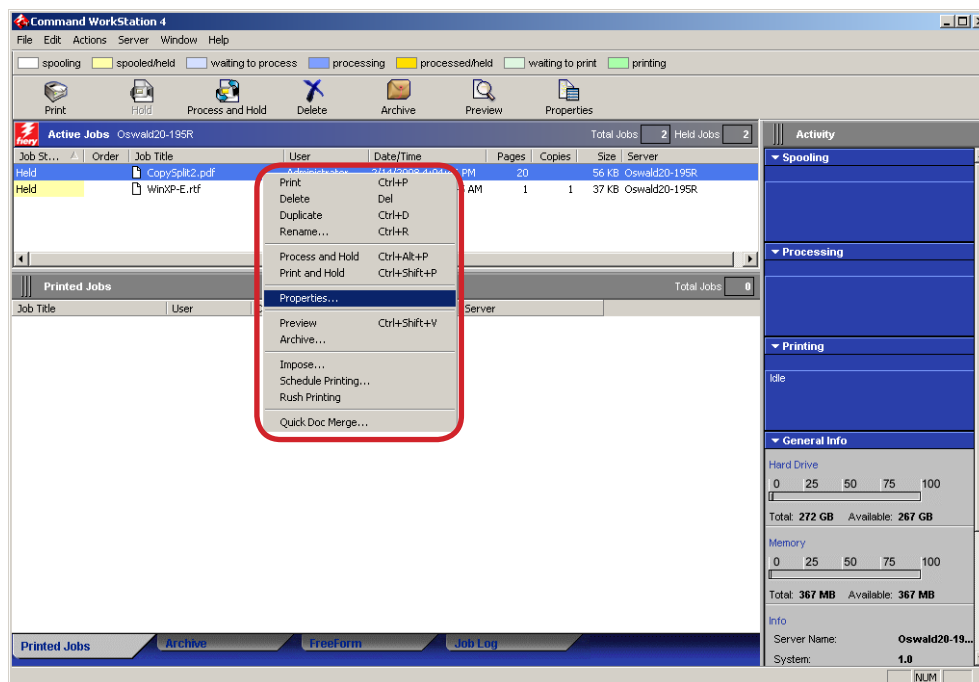 Command WorkStation 4
File Edit Actions Server Window Help
spooling spooled/held waiting to process processing processed/held waiting to print printing
Print Hold Process and Hold Delete Archive Preview Properties
fiery Active Jobs Oswald20-195R Total Jobs 2 Held Jobs 2
Job St... Order Job Title User Date/Time Pages Copies Size Server
Held CopySplit2.pdf Administrator PM 20 56 KB Oswald20-195R
Held WinXP-E.rtf AM 1 1 37 KB Oswald20-195R
Print Ctrl+P
Delete Del
Duplicate Ctrl+D
Rename... Ctrl+R
Process and Hold Ctrl+Alt+P
Print and Hold Ctrl+Shift+P
Properties...
Preview Ctrl+Shift+V
Archive...
Impose...
Schedule Printing...
Rush Printing
Quick Doc Merge...
Printed Jobs Total Jobs 0
Job Title User Server
Printed Jobs Archive FreeForm Job Log
Activity
Spooling
Processing
Printing
Idle
General Info
Hard Drive
0 25 50 75 100
Total: 272 GB Available: 267 GB
Memory
0 25 50 75 100
Total: 367 MB Available: 367 MB
Info
Server Name: Oswald20-19...
System: 1.0
NUM